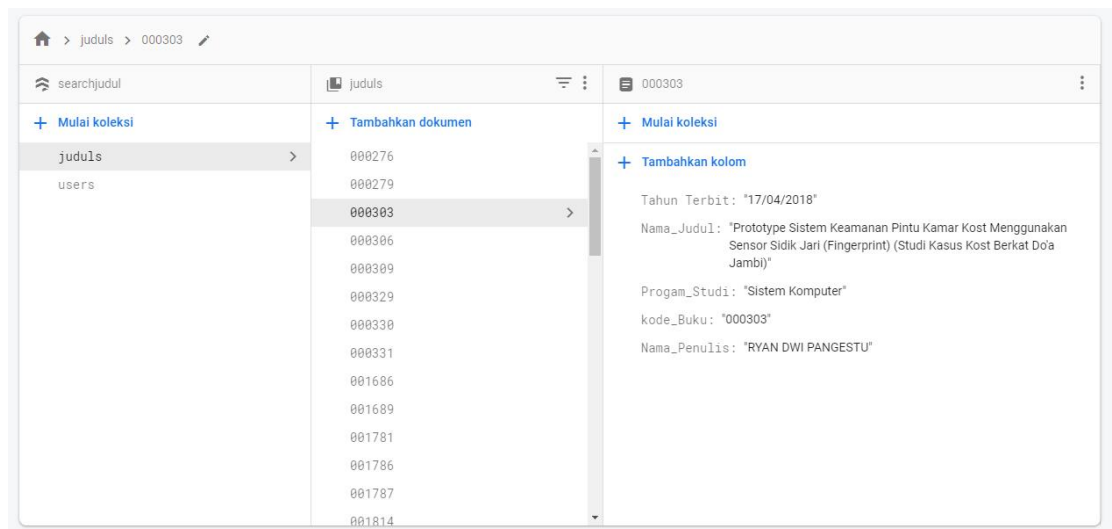 juduls > 000303
searchjudul
juduls
000303
+ Mulai koleksi
+ Tambahkan dokumen
+ Mulai koleksi
juduls
users
000276
000279
000303
000306
000309
000329
000330
000331
001686
001689
001781
001786
001787
001814
+ Tambahkan kolom
Tahun Terbit: "17/04/2018"
Nama_Judul: "Prototype Sistem Keamanan Pintu Kamar Kost Menggunakan
Sensor Sidik Jari (Fingerprint) (Studi Kasus Kost Berkat Do'a
Jambi)"
Progam_Studi: "Sistem Komputer"
kode_Buku: "000303"
Nama_Penulis: "RYAN DWI PANGESTU"